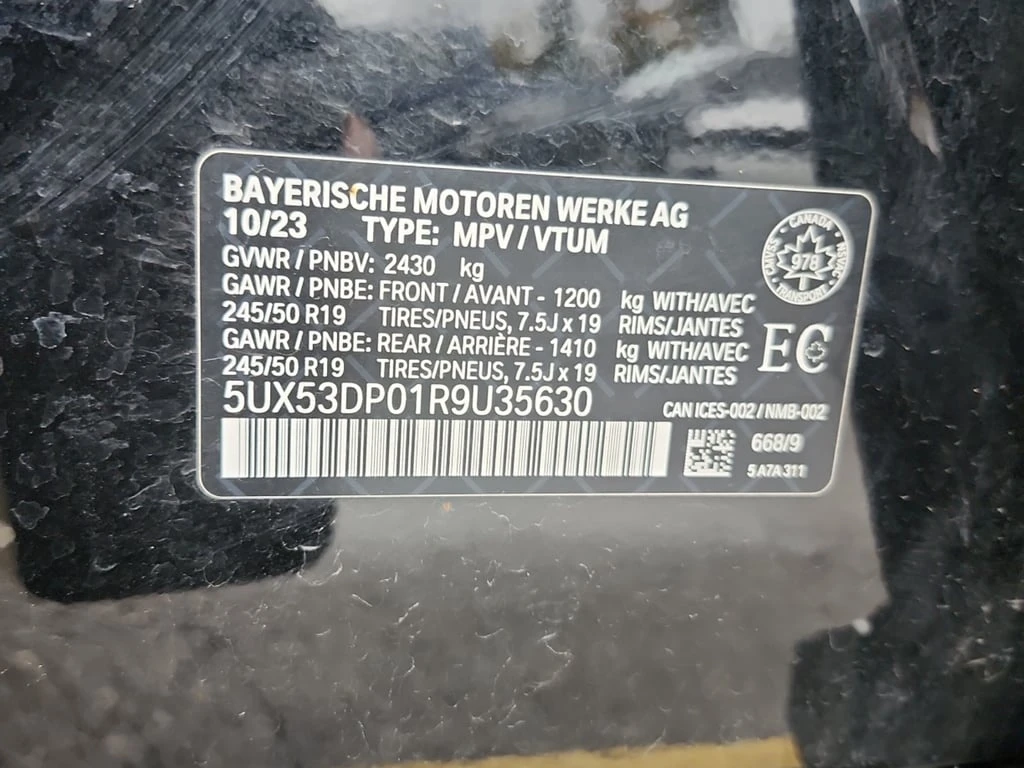 BAYERISCHE MOTOREN WERKE AG
10/23 TYPE: MPV / VTUM
GVWR / PNBV: 2430 kg
GAWR / PNBE: FRONT / AVANT - 1200 kg WITH/AVEC
245/50 R19 TIRES/PNEUS, 7.5J x 19 RIMS/JANTES
GAWR / PNBE: REAR / ARRIÈRE - 1410 kg WITH/AVEC
245/50 R19 TIRES/PNEUS, 7.5J x 19 RIMS/JANTES
CANADA
978
TRANSPORT
EC
5UX53DP01R9U35630
CAN ICES-002 / NMB-002
668/9
5 A7A 311